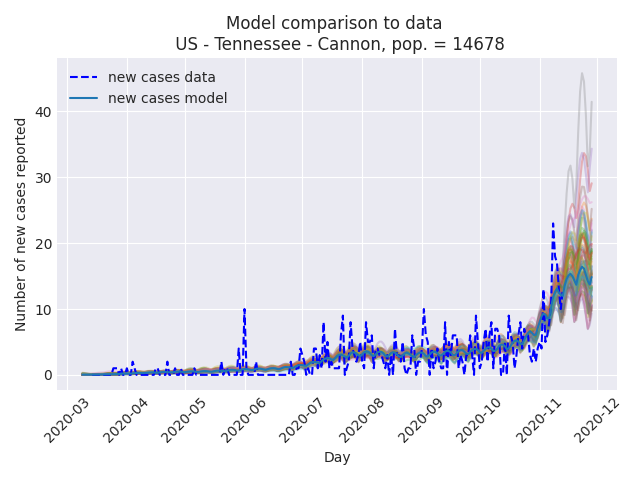 Model comparison to data
US - Tennessee - Cannon, pop. = 14678
new cases data
new cases model
Number of new cases reported
40
30
20
10
0
2020-03
2020-04
2020-05
2020-06
2020-07
2020-08
2020-09
2020-10
2020-11
2020-12
Day